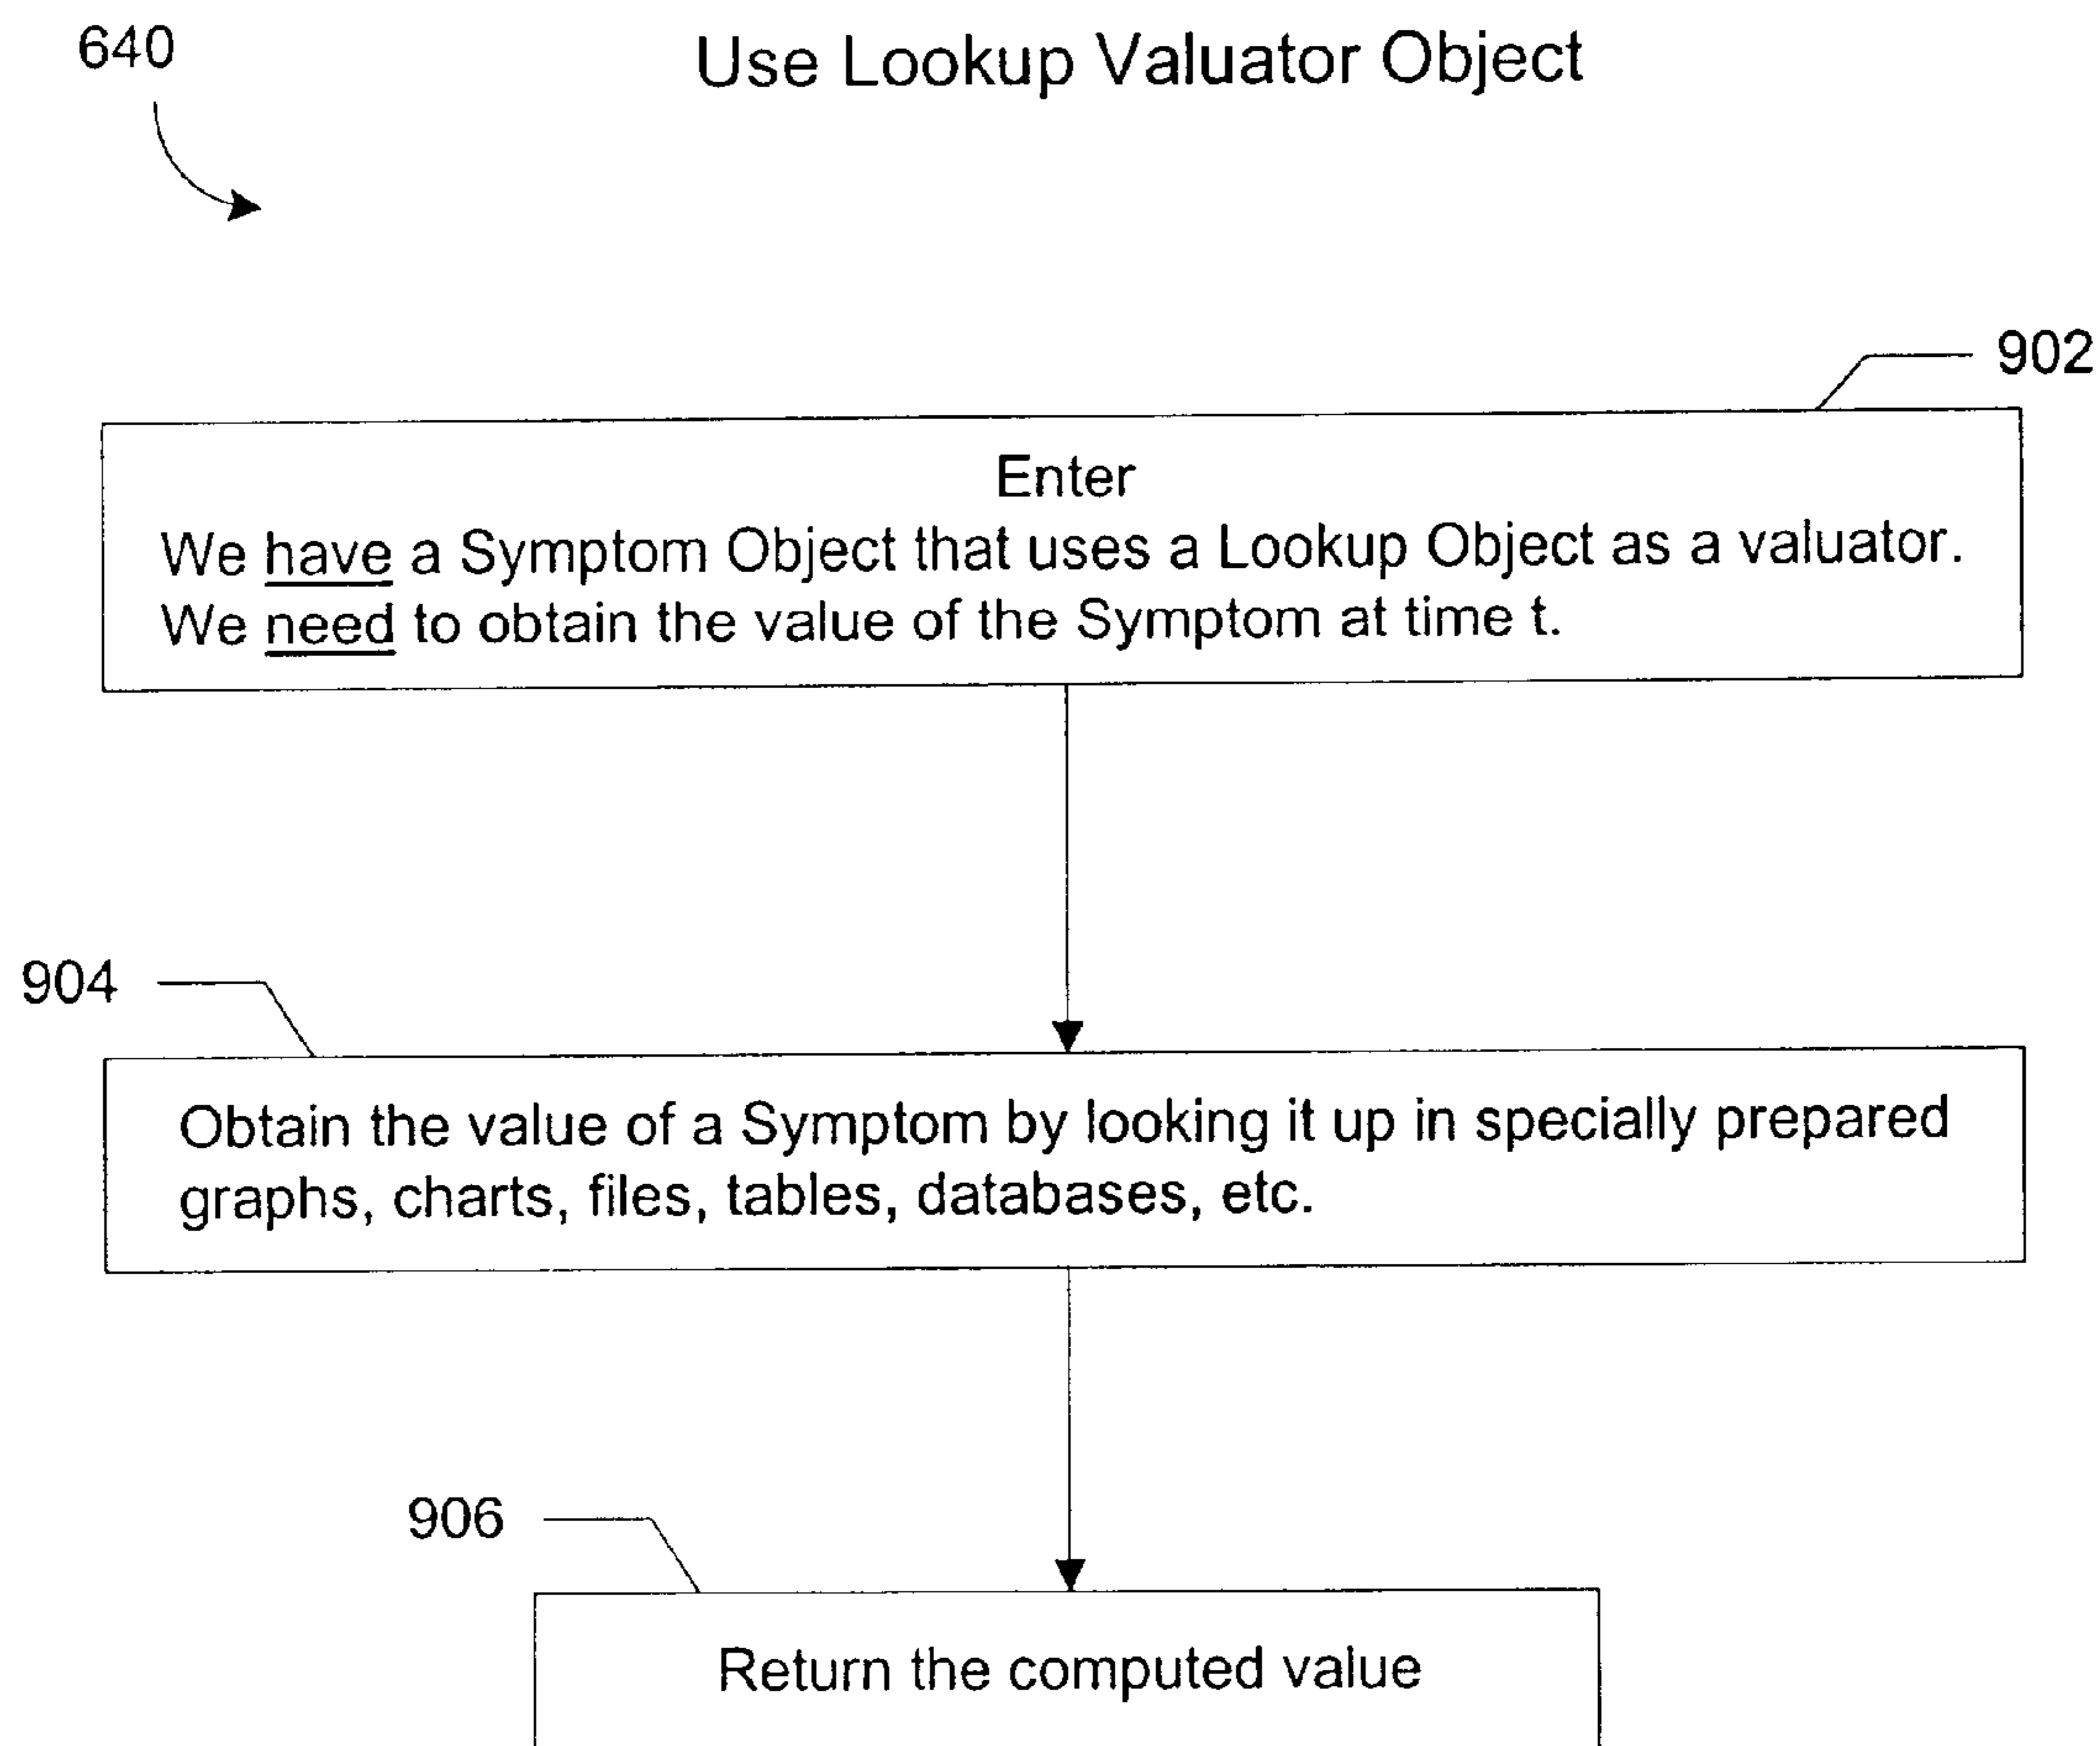 640
Use Lookup Valuator Object
902
Enter
We have a Symptom Object that uses a Lookup Object as a valuator.
We need to obtain the value of the Symptom at time t.
904
Obtain the value of a Symptom by looking it up in specially prepared
graphs, charts, files, tables, databases, etc.
906
Return the computed value